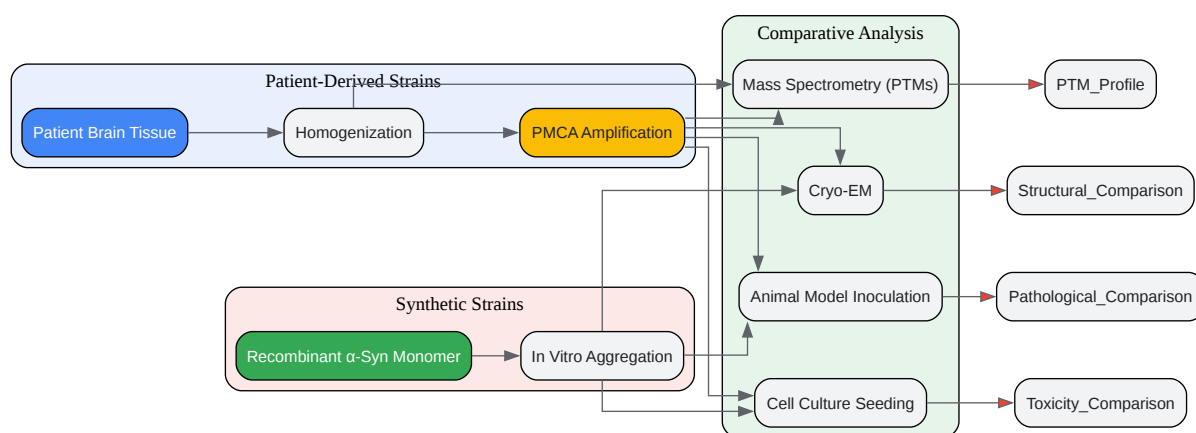 Comparative Analysis
Patient-Derived Strains
Mass Spectrometry (PTMs)
PTM_Profile
Patient Brain Tissue
Homogenization
PMCA Amplification
Cryo-EM
Structural_Comparison
Synthetic Strains
Animal Model Inoculation
Pathological_Comparison
Recombinant α-Syn Monomer
In Vitro Aggregation
Cell Culture Seeding
Toxicity_Comparison